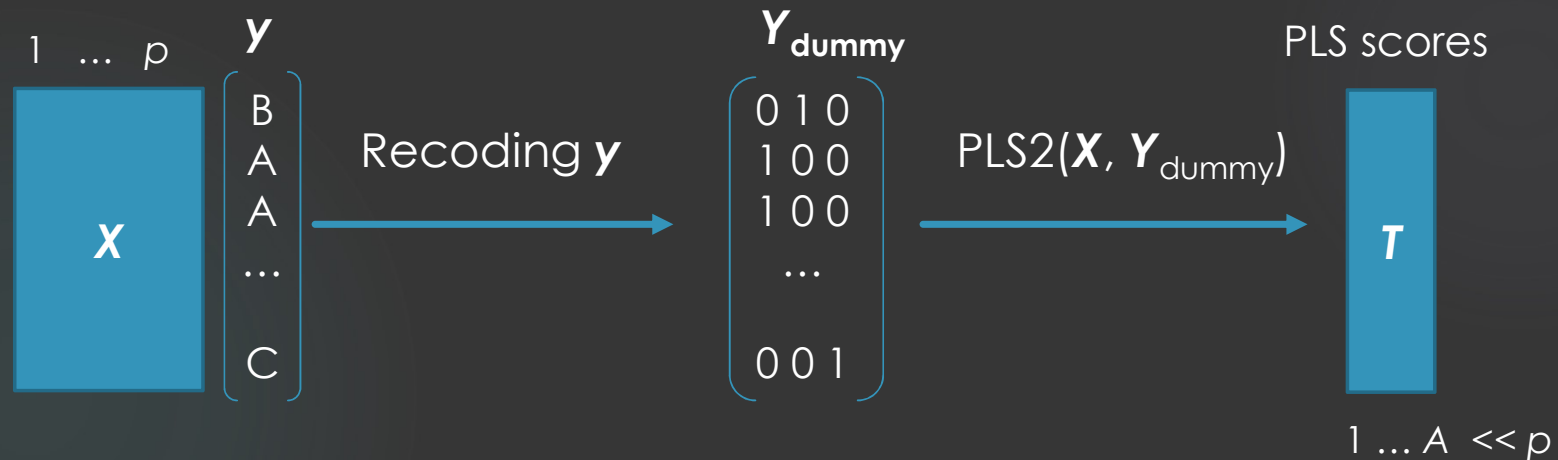 1 ... p
y
Y dummy
PLS scores
X
B
A
A
...
C
Recoding y
0 1 0
1 0 0
1 0 0
...
0 0 1
PLS2(X, Y dummy)
T
1 ... A << p